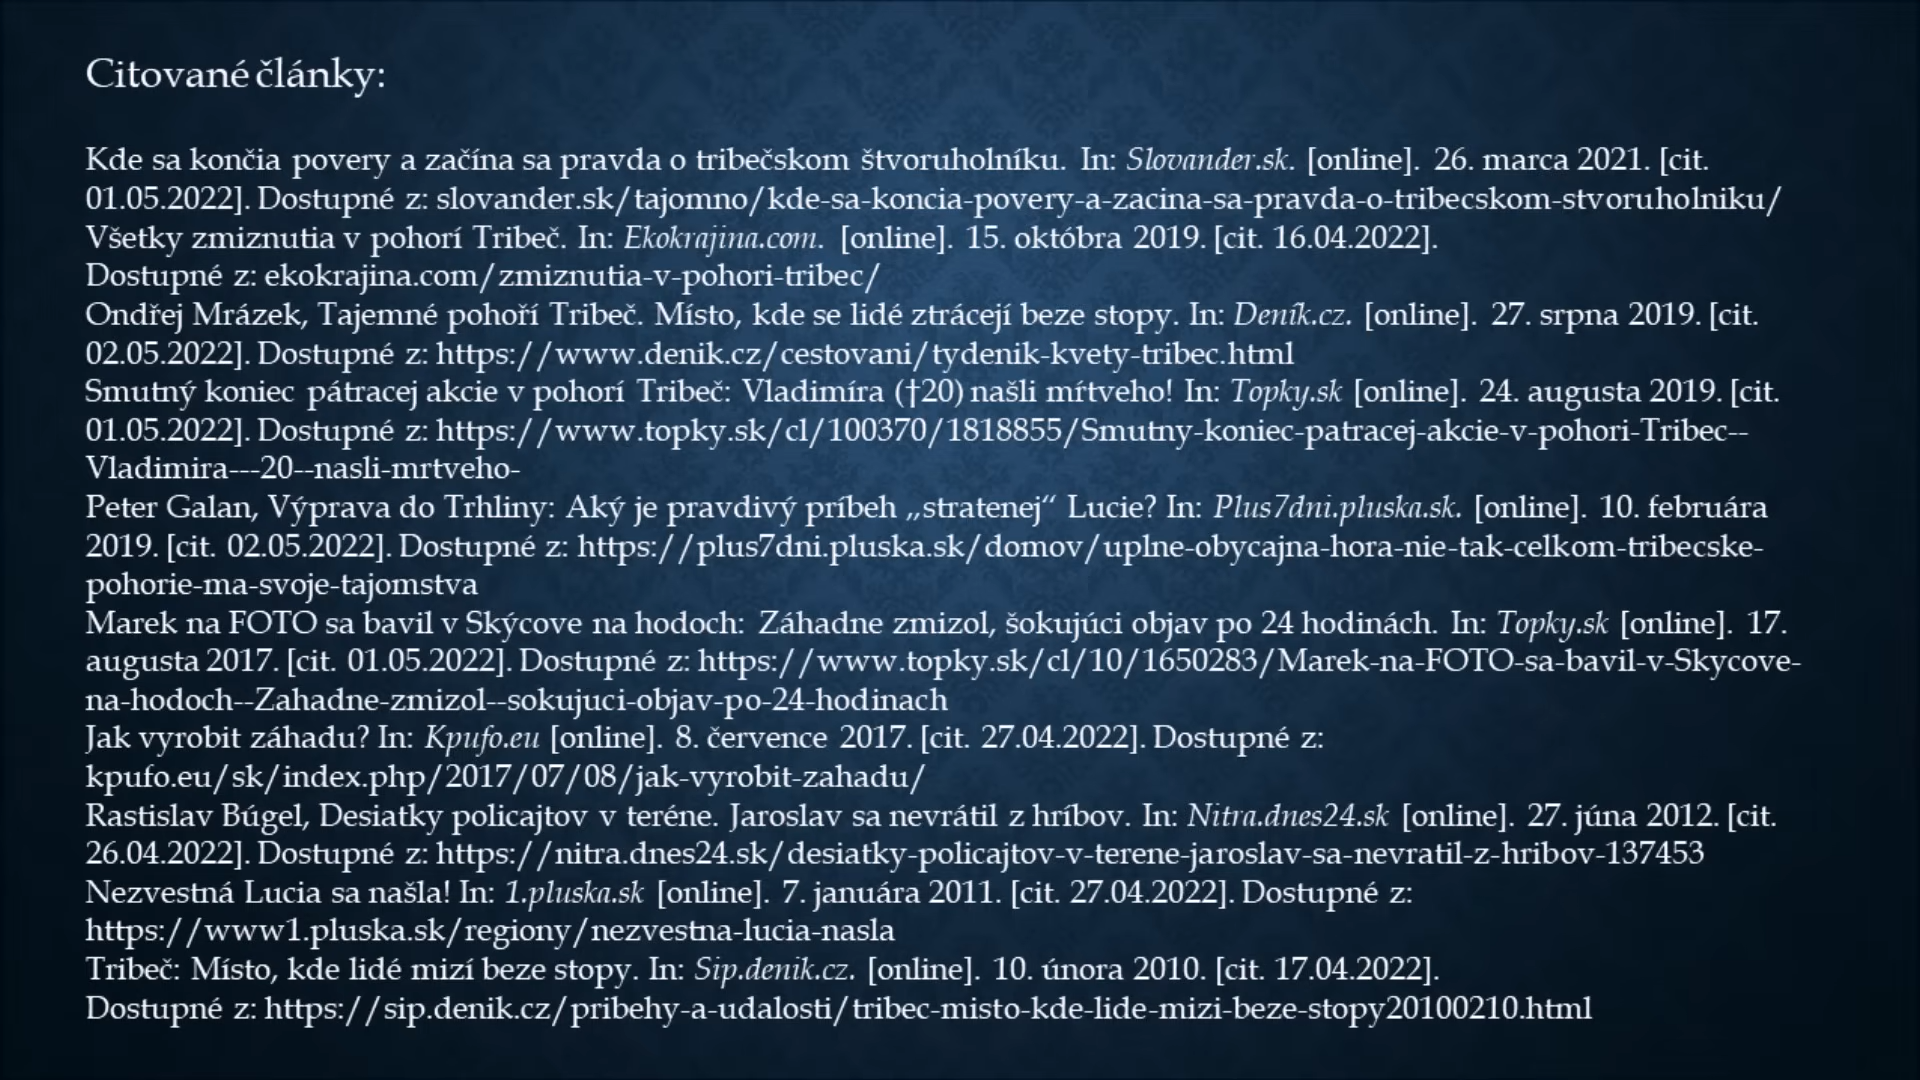 Citované články:
Kde sa končia povery a začína sa pravda o tribečskom štvoruholníku. In: Slovander.sk. [online]. 26. marca 2021. [cit.
01.05.2022]. Dostupné z: slovander.sk/tajomno/kde-sa-koncia-povery-a-zacina-sa-pravda-o-tribecskom-stvoruholniku/
Všetky zmiznutia v pohorí Tribeč. In: Ekokrajina.com. [online]. 15. októbra 2019. [cit. 16.04.2022].
Dostupné z: ekokrajina.com/zmiznutia-v-pohori-tribec/
Ondřej Mrázek, Tajemné pohoří Tribeč. Místo, kde se lidé ztrácejí beze stopy. In: Deník.cz. [online]. 27. srpna 2019. [cit.
02.05.2022]. Dostupné z: https://www.denik.cz/cestovani/tydenik-kvety-tribec.html
Smutný koniec pátracej akcie v pohorí Tribeč: Vladimíra (†20) našli mŕtveho! In: Topky.sk [online]. 24. augusta 2019. [cit.
01.05.2022]. Dostupné z: https://www.topky.sk/cl/100370/1818855/Smutny-koniec-patracej-akcie-v-pohori-Tribec--
Vladimira---20--nasli-mrtveho-
Peter Galan, Výprava do Trhliny: Aký je pravdivý príbeh „stratenej“ Lucie? In: Plus7dni.pluska.sk. [online]. 10. februára
2019. [cit. 02.05.2022]. Dostupné z: https://plus7dni.pluska.sk/domov/uplne-obycajna-hora-nie-tak-celkom-tribecske-
pohorie-ma-svoje-tajomstva
Marek na FOTO sa bavil v Skýcove na hodoch: Záhadne zmizol, šokujúci objav po 24 hodinách. In: Topky.sk [online]. 17.
augusta 2017. [cit. 01.05.2022]. Dostupné z: https://www.topky.sk/cl/10/1650283/Marek-na-FOTO-sa-bavil-v-Skycove-
na-hodoch--Zahadne-zmizol--sokujuci-objav-po-24-hodinach
Jak vyrobit záhadu? In: Kpufo.eu [online]. 8. července 2017. [cit. 27.04.2022]. Dostupné z:
kpufo.eu/sk/index.php/2017/07/08/jak-vyrobit-zahadu/
Rastislav Búgel, Desiatky policajtov v teréne. Jaroslav sa nevrátil z hríbov. In: Nitra.dnes24.sk [online]. 27. júna 2012. [cit.
26.04.2022]. Dostupné z: https://nitra.dnes24.sk/desiatky-policajtov-v-terene-jaroslav-sa-nevratil-z-hribov-137453
Nezvestná Lucia sa našla! In: 1.pluska.sk [online]. 7. januára 2011. [cit. 27.04.2022]. Dostupné z:
https://www1.pluska.sk/regiony/nezvestna-lucia-nasla
Tribeč: Místo, kde lidé mizí beze stopy. In: Sip.denik.cz. [online]. 10. února 2010. [cit. 17.04.2022].
Dostupné z: https://sip.denik.cz/pribehy-a-udalosti/tribec-misto-kde-lide-mizi-beze-stopy20100210.html